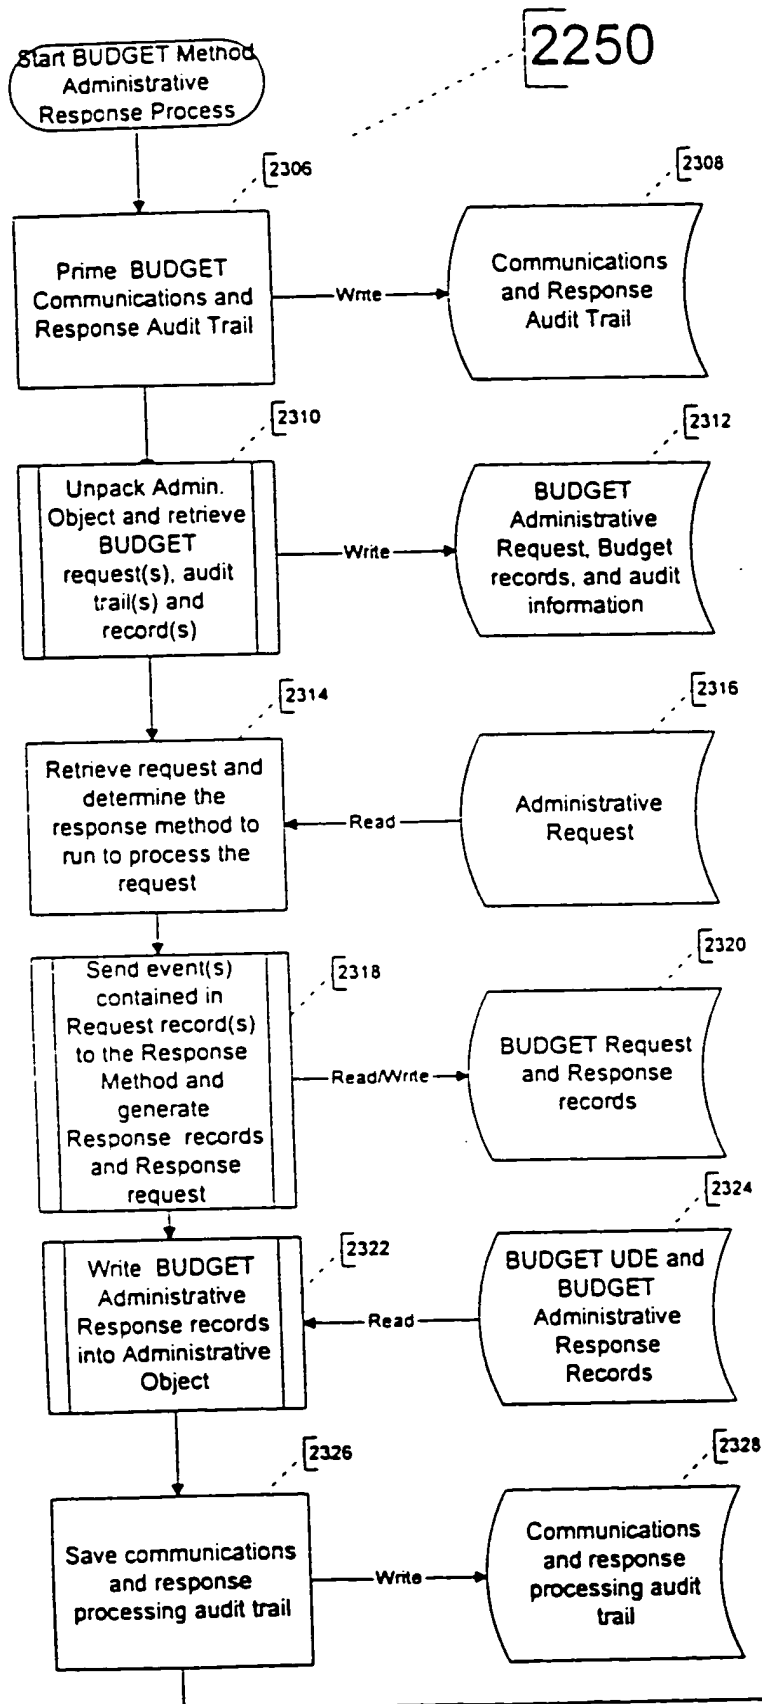 2250
Start BUDGET Method
Administrative
Response Process
2306
Prime BUDGET
Communications and
Response Audit Trail
Write
2308
Communications
and Response
Audit Trail
2310
Unpack Admin.
Object and retrieve
BUDGET
request(s), audit
trail(s) and
record(s)
Write
2312
BUDGET
Administrative
Request, Budget
records, and audit
information
2314
Retrieve request and
determine the
response method to
run to process the
request
Read
2316
Administrative
Request
2318
Send event(s)
contained in
Request record(s)
to the Response
Method and
generate
Response records
and Response
request
Read/Write
2320
BUDGET Request
and Response
records
2322
Write BUDGET
Administrative
Response records
into Administrative
Object
Read
2324
BUDGET UDE and
BUDGET
Administrative
Response
Records
2326
Save communications
and response
processing audit trail
Write
2328
Communications
and response
processing audit
trail